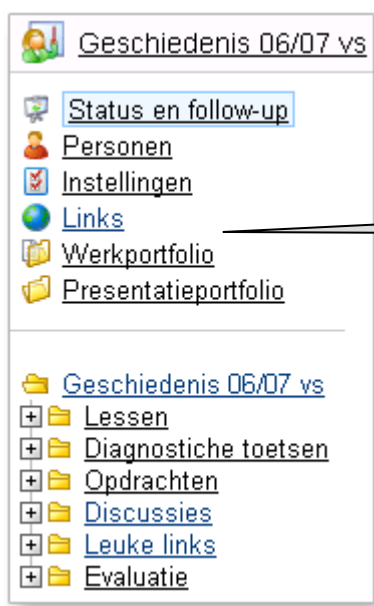 Geschiedenis 06/07 vs
Status en follow-up
Personen
Instellingen
Links
Werkportfolio
Presentatieportfolio
Geschiedenis 06/07 vs
Lessen
Diagnostiche toetsen
Opdrachten
Discussies
Leuke links
Evaluatie